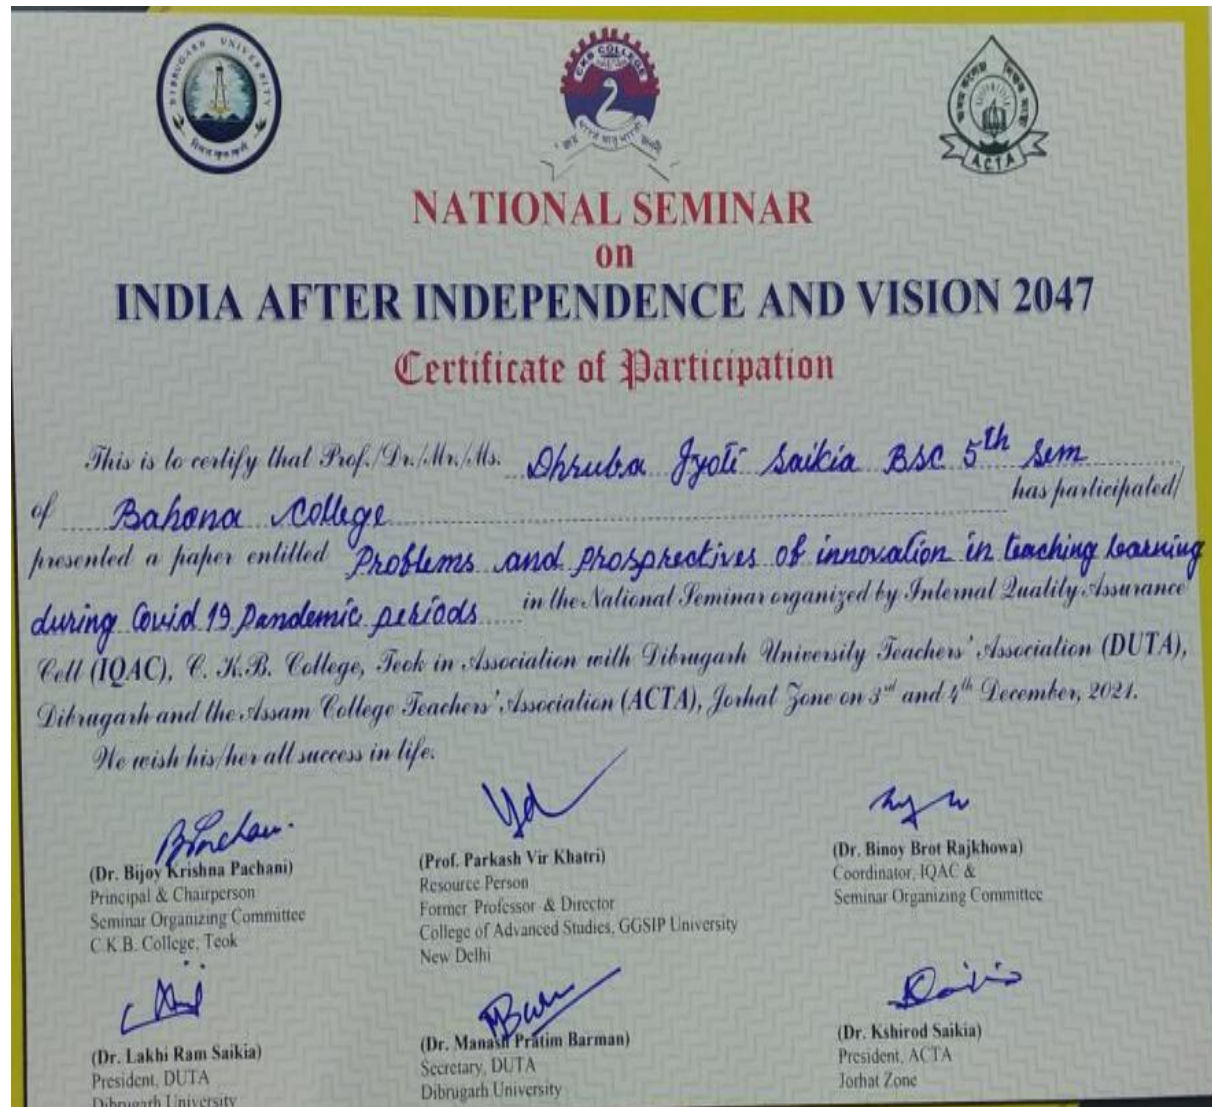 DIBRUGARH UNIVERSITY
CKB COLLEGE
ACTA
NATIONAL SEMINAR
on
INDIA AFTER INDEPENDENCE AND VISION 2047
Certificate of Participation
This is to certify that Prof./Dr./Mr./Ms. Dhruba Jyoti Saikia BSC 5th Sem
of Bahona College has participated/
presented a paper entitled Problems and prosprectives of innovation in teaching learning
during Covid 19 Pandemic periods in the National Seminar organized by Internal Quality Assurance
Cell (IQAC), C. K.B. College, Teok in Association with Dibrugarh University Teachers' Association (DUTA),
Dibrugarh and the Assam College Teachers' Association (ACTA), Jorhat Zone on 3rd and 4th December, 2021.
We wish his/her all success in life.
(Dr. Bijoy Krishna Pachani)
Principal & Chairperson
Seminar Organizing Committee
C.K.B. College, Teok
(Prof. Parkash Vir Khatri)
Resource Person
Former Professor & Director
College of Advanced Studies, GGSIP University
New Delhi
(Dr. Binoy Brot Rajkhowa)
Coordinator, IQAC &
Seminar Organizing Committee
(Dr. Lakhi Ram Saikia)
President, DUTA
Dibrugarh University
(Dr. Manash Pratim Barman)
Secretary, DUTA
Dibrugarh University
(Dr. Kshirod Saikia)
President, ACTA
Jorhat Zone